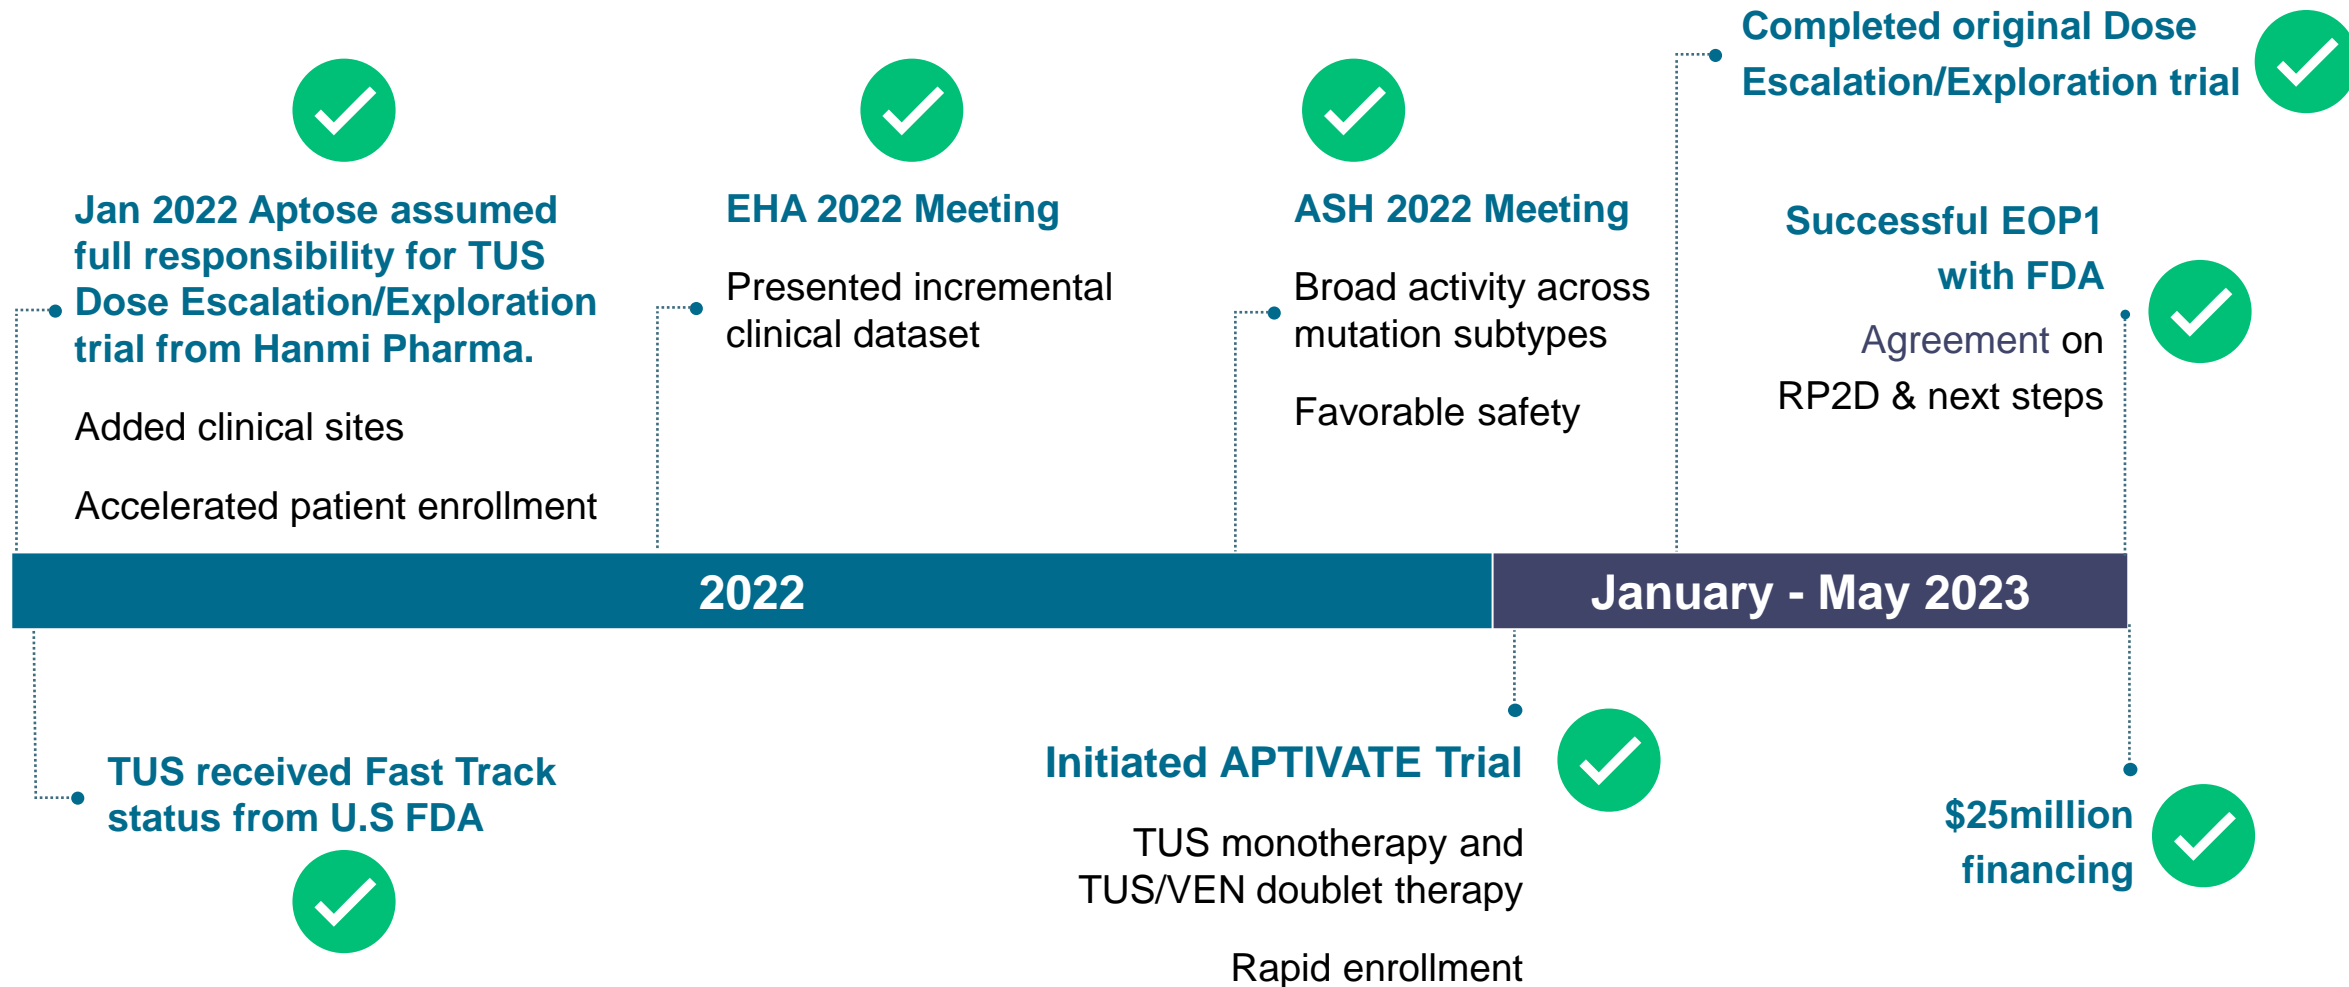 Jan 2022 Aptose assumed
full responsibility for TUS
Dose Escalation/Exploration
trial from Hanmi Pharma.
Added clinical sites
Accelerated patient enrollment
EHA 2022 Meeting
Presented incremental
clinical dataset
ASH 2022 Meeting
Broad activity across
mutation subtypes
Favorable safety
Completed original Dose
Escalation/Exploration trial
Successful EOP1
with FDA
Agreement on
RP2D & next steps
2022
January - May 2023
TUS received Fast Track
status from U.S FDA
Initiated APTIVATE Trial
TUS monotherapy and
TUS/VEN doublet therapy
Rapid enrollment
$25million
financing